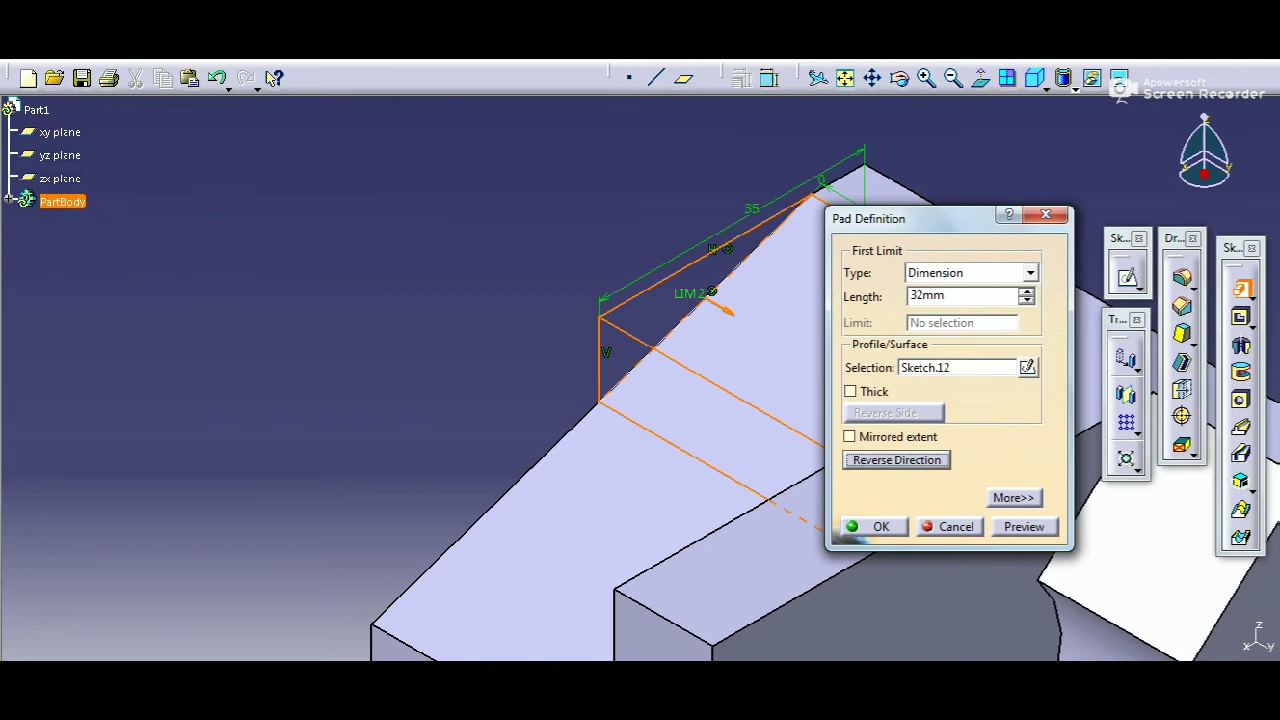 Apowersoft
Screen Recorder
Part1
xy plane
yz plane
zx plane
PartBody
35
0
H
LIM2
V
Pad Definition
First Limit
Type: Dimension
Length: 32mm
Limit: No selection
Profile/Surface
Selection: Sketch.12
Thick
Reverse Side
Mirrored extent
Reverse Direction
More>>
OK Cancel Preview
Sk...
Dr...
Sk...
Tr...
z
x y